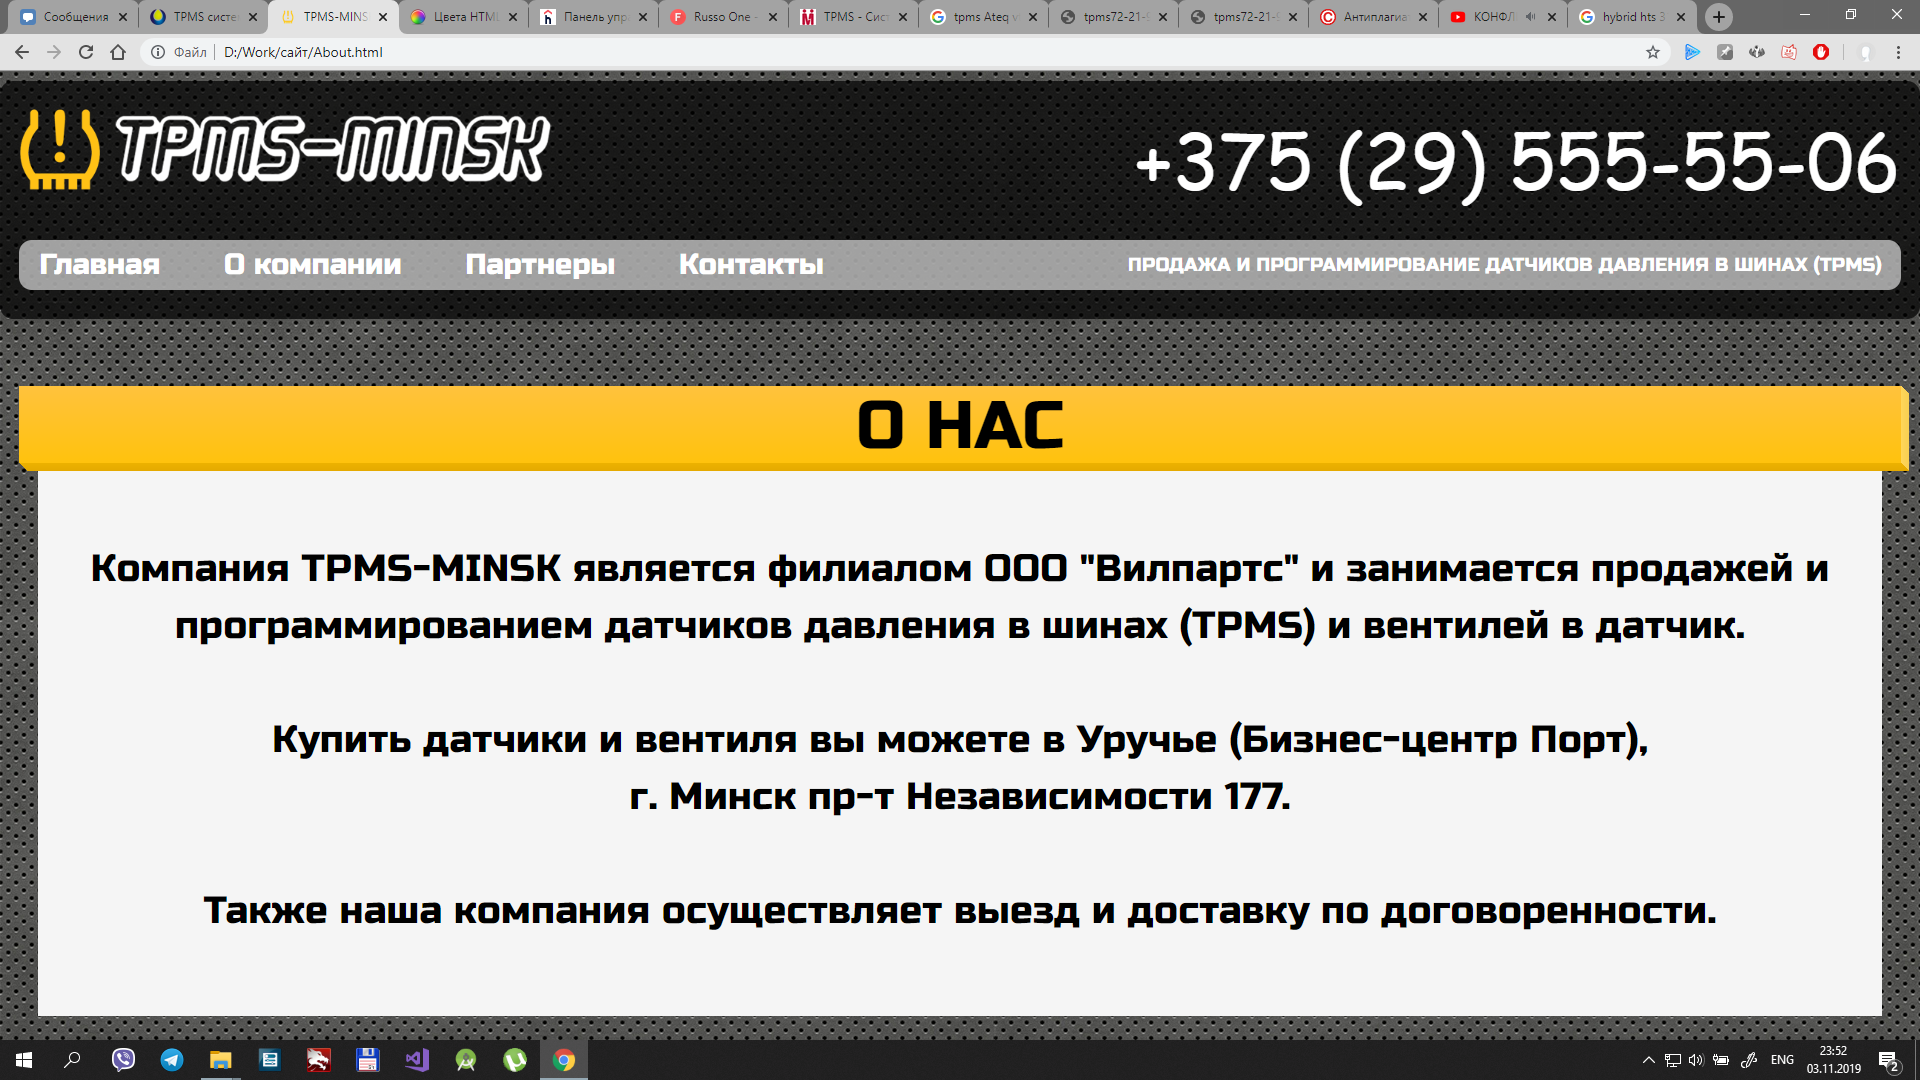 Сообщения
TPMS систе
TPMS-MINS
Цвета HTML
Панель упр
Russo One -
TPMS - Сис
tpms Ateq v
tpms72-21-
tpms72-21-
Антиплагиа
КОНФЛ
hybrid hts 3
Файл | D:/Work/сайт/About.html
TPMS-MINSK
+375 (29) 555-55-06
Главная О компании Партнеры Контакты ПРОДАЖА И ПРОГРАММИРОВАНИЕ ДАТЧИКОВ ДАВЛЕНИЯ В ШИНАХ (TPMS)
О НАС
Компания TPMS-MINSK является филиалом ООО "Вилпартс" и занимается продажей и
программированием датчиков давления в шинах (TPMS) и вентилей в датчик.
Купить датчики и вентиля вы можете в Уручье (Бизнес-центр Порт),
г. Минск пр-т Независимости 177.
Также наша компания осуществляет выезд и доставку по договоренности.
ENG
23:52
03.11.2019
2